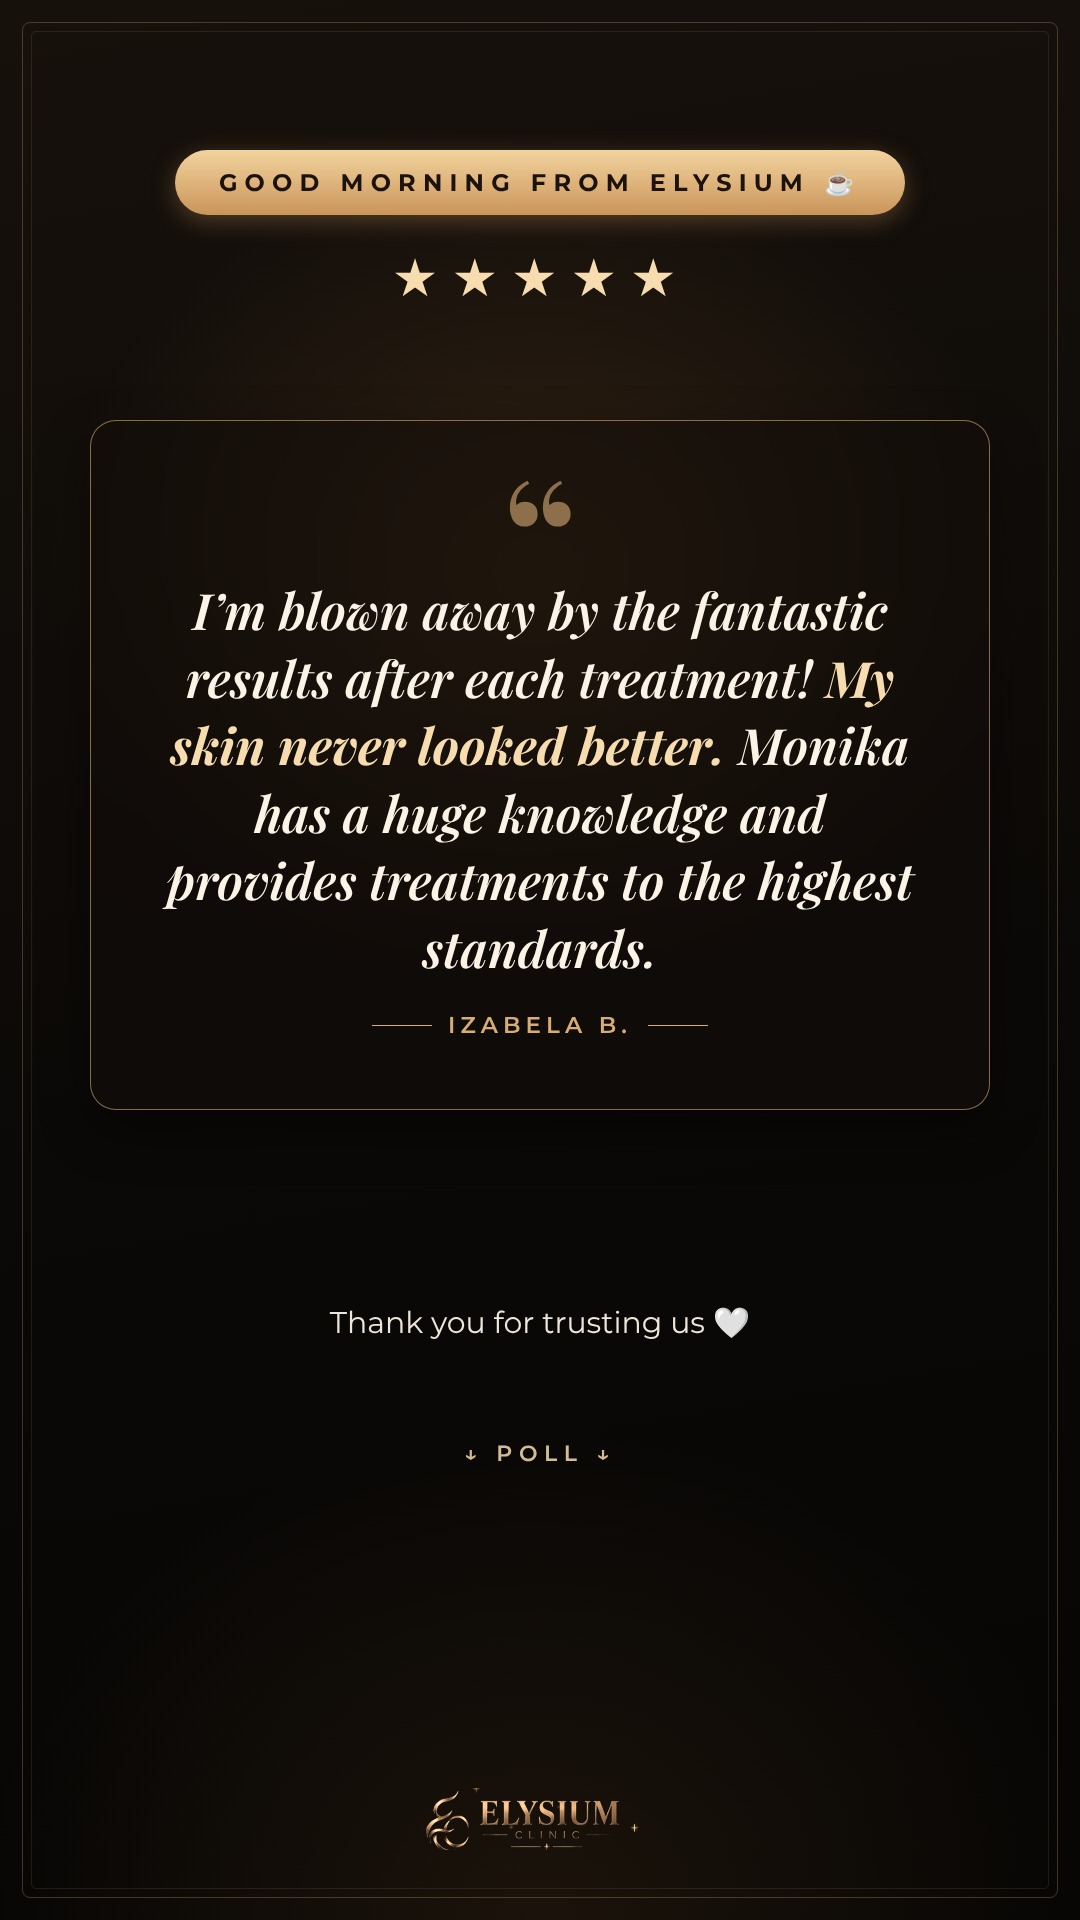 GOOD MORNING FROM ELYSIUM ☕
★ ★ ★ ★ ★
“
I’m blown away by the fantastic
results after each treatment! My
skin never looked better. Monika
has a huge knowledge and
provides treatments to the highest
standards.
IZABELA B.
Thank you for trusting us 🤍
↓ POLL ↓
ELYSIUM
CLINIC